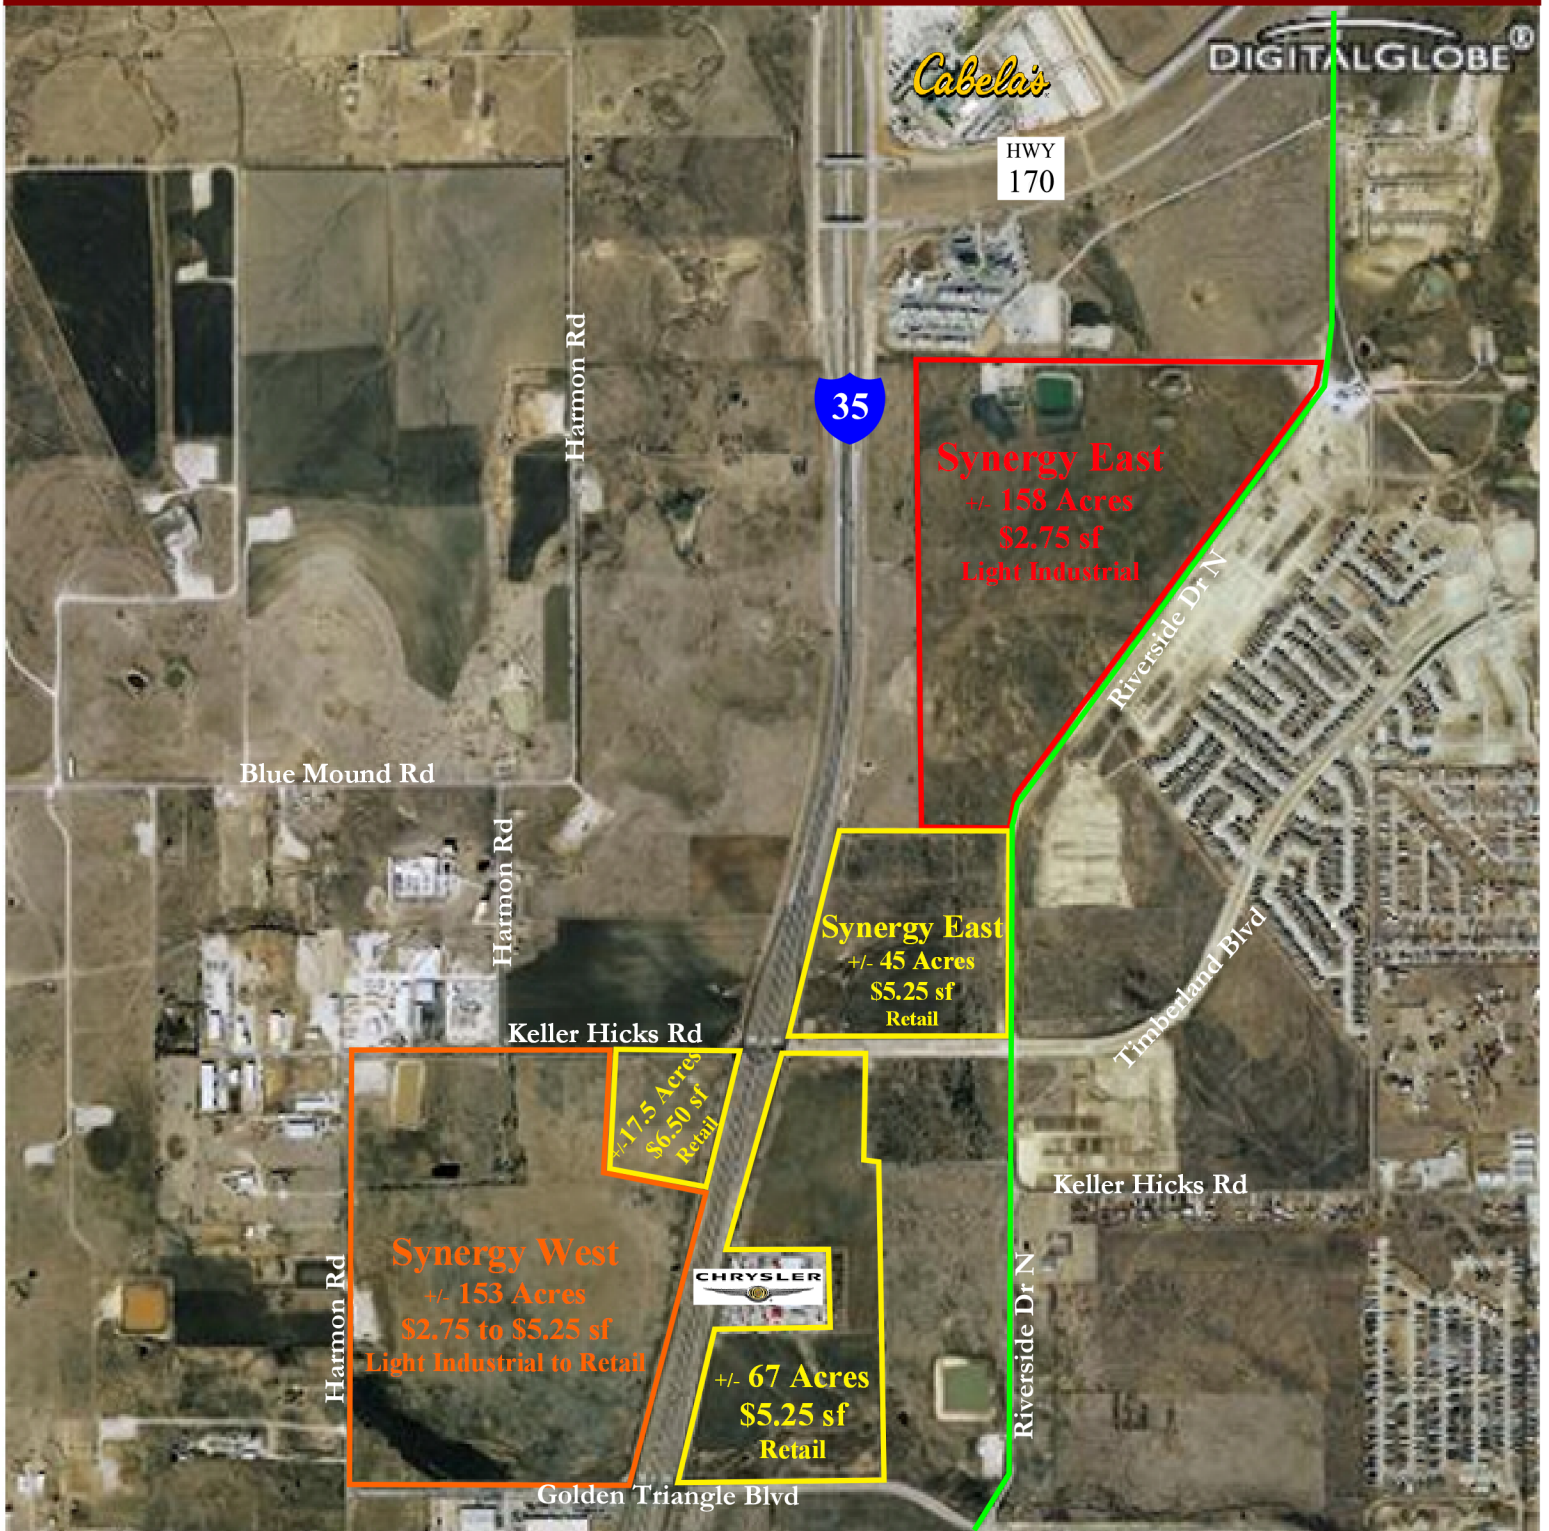 Cabela's
DIGITALGLOBE®
HWY
170
Harmon Rd
35
Synergy East
+/- 158 Acres
$2.75 sf
Light Industrial
Riverside Dr N
Blue Mound Rd
Harmon Rd
Synergy East
+/- 45 Acres
$5.25 sf
Retail
Timberland Blvd
Keller Hicks Rd
+/-17.5 Acres
$6.50 sf
Retail
Keller Hicks Rd
Synergy West
+/- 153 Acres
$2.75 to $5.25 sf
Light Industrial to Retail
Harmon Rd
CHRYSLER
Riverside Dr N
+/- 67 Acres
$5.25 sf
Retail
Golden Triangle Blvd